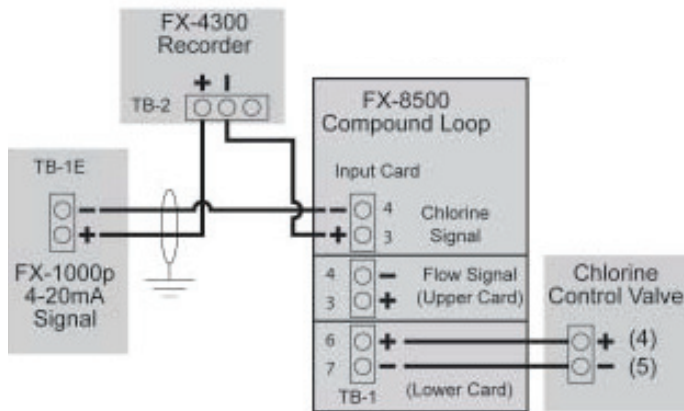 FX-4300
Recorder
+ −
TB-2
FX-8500
Compound Loop
Input Card
TB-1E
− − 4 Chlorine
+ + 3 Signal
FX-1000p
4-20mA
Signal
4 − Flow Signal
3 + (Upper Card)
Chlorine
Control Valve
6 + + (4)
7 − − (5)
TB-1 (Lower Card)